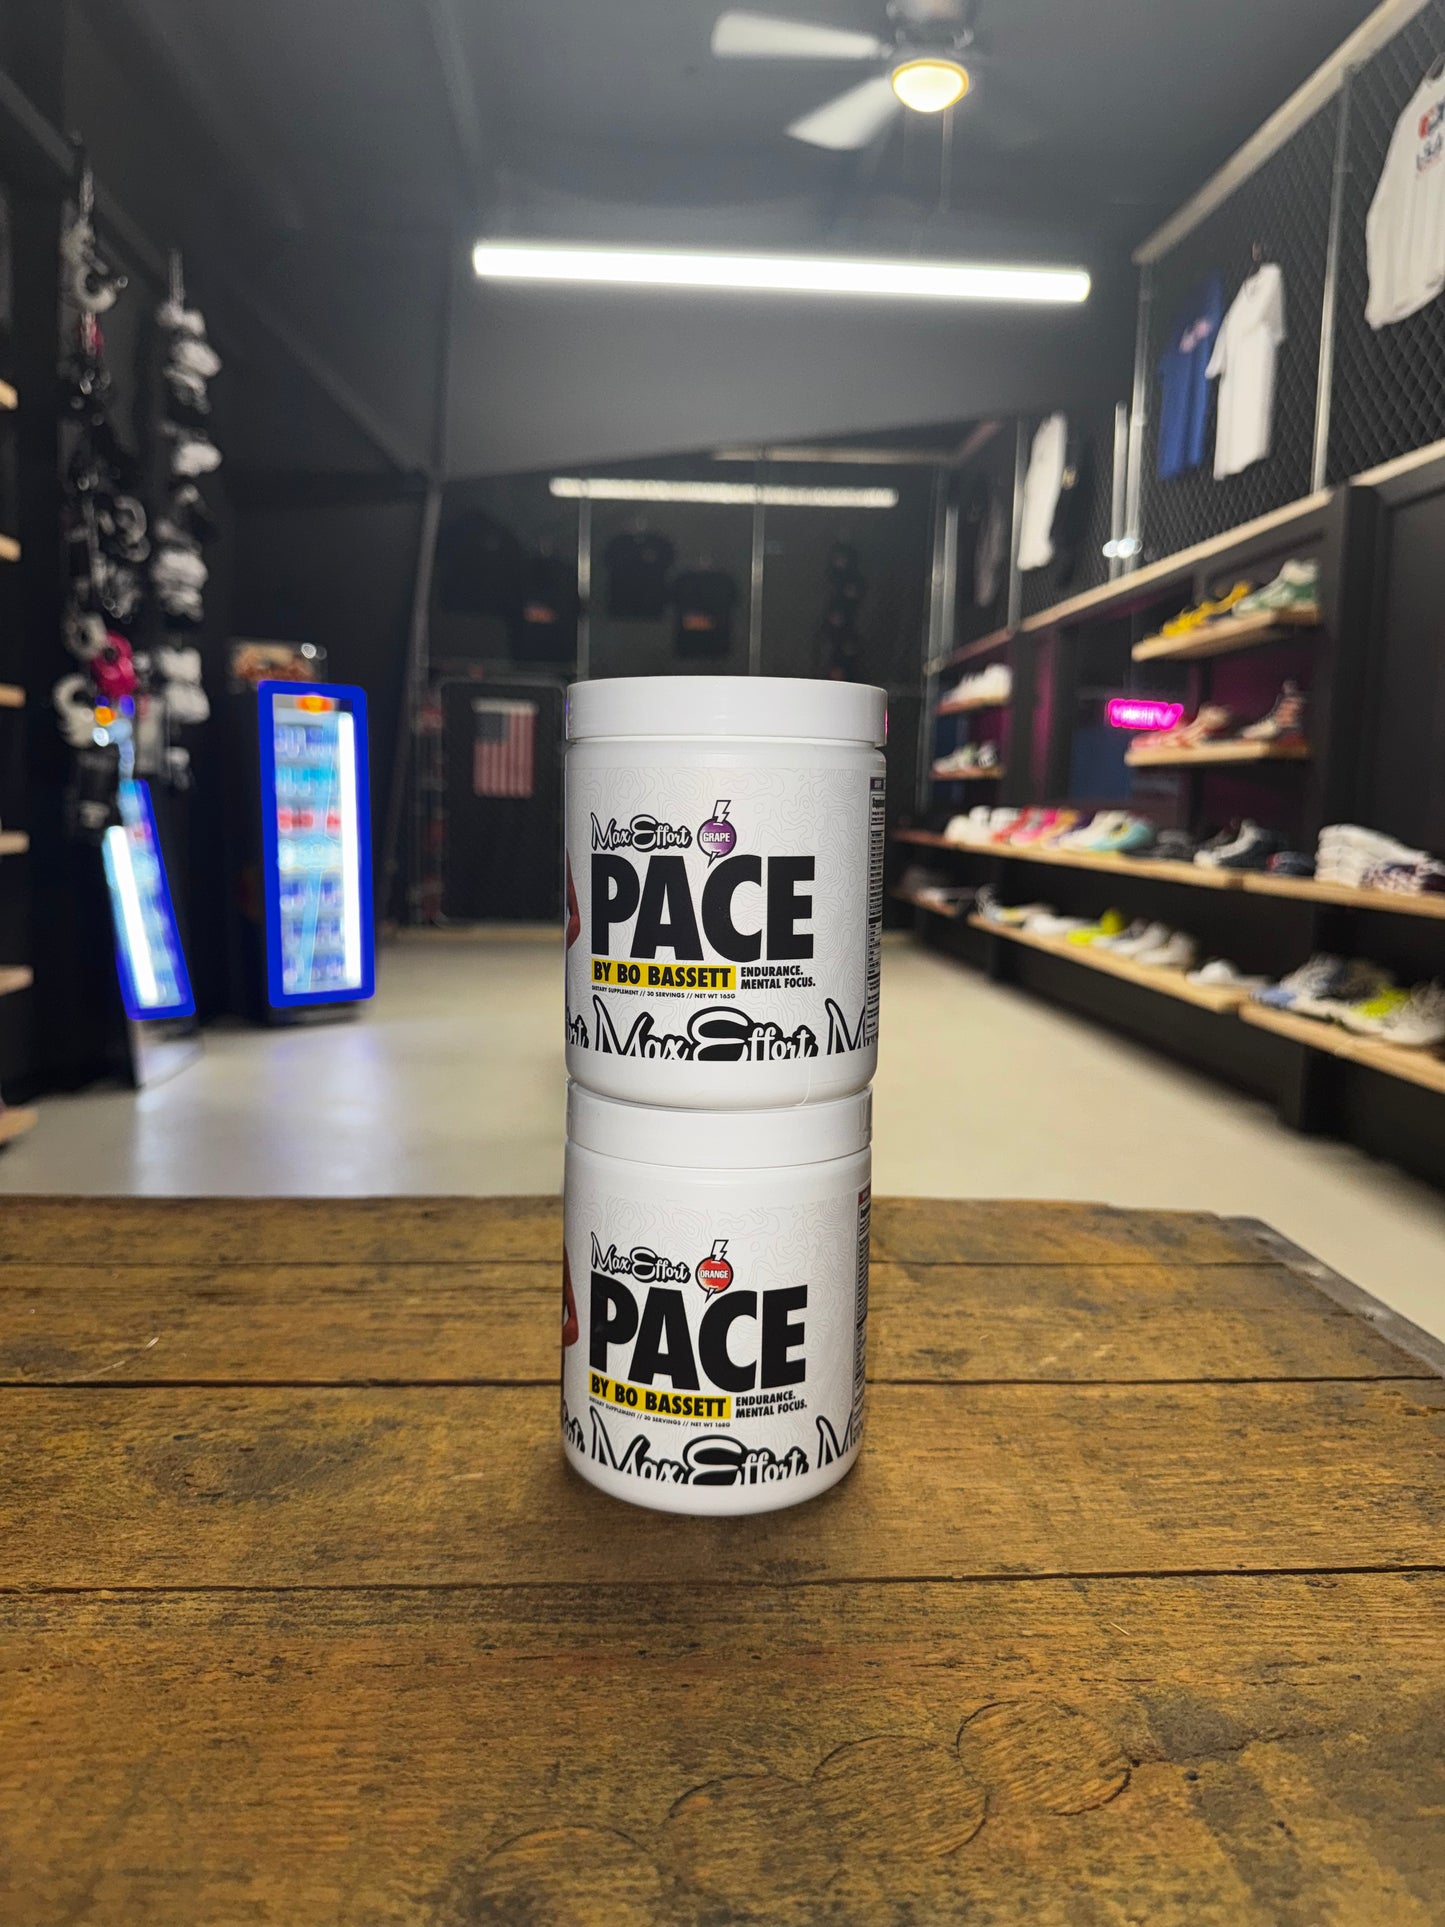 Max Effort
GRAPE
PACE
BY BO BASSETT
ENDURANCE.
MENTAL FOCUS.
DIETARY SUPPLEMENT // 30 SERVINGS // NET WT 165G
Max Effort
Max Effort
ORANGE
PACE
BY BO BASSETT
ENDURANCE.
MENTAL FOCUS.
DIETARY SUPPLEMENT // 30 SERVINGS // NET WT 168G
Max Effort